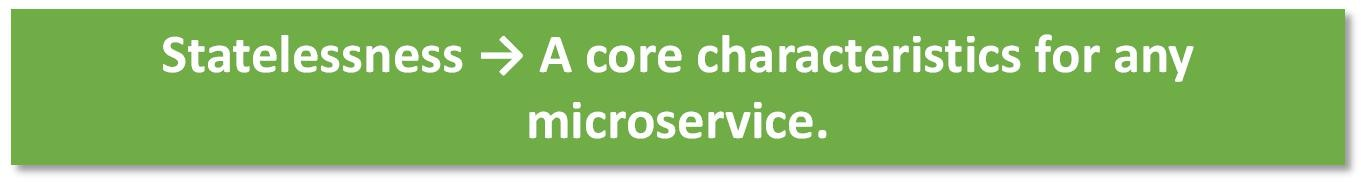 Statelessness → A core characteristics for any
microservice.